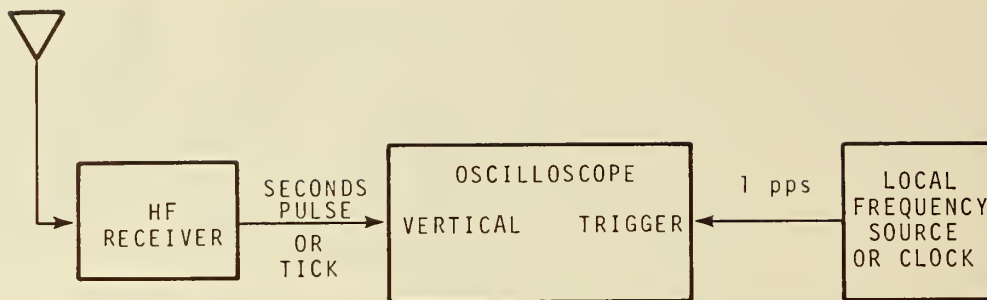 HF
RECEIVER
SECONDS
PULSE
OR
TICK
OSCILLOSCOPE
VERTICAL TRIGGER
1 pps
LOCAL
FREQUENCY
SOURCE
OR CLOCK